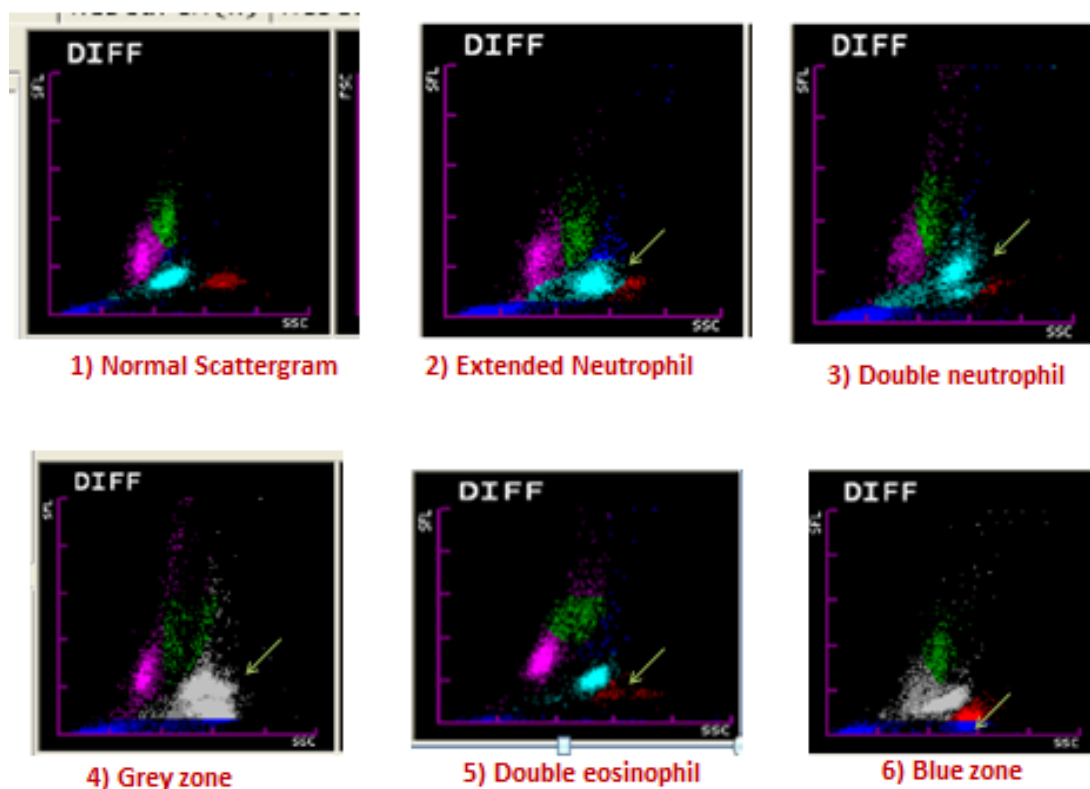 DIFF
SFL
SSC
FSC
1) Normal Scattergram
DIFF
SFL
SSC
2) Extended Neutrophil
DIFF
SFL
SSC
3) Double neutrophil
DIFF
SFL
SSC
4) Grey zone
DIFF
SFL
SSC
5) Double eosinophil
DIFF
SFL
SSC
6) Blue zone